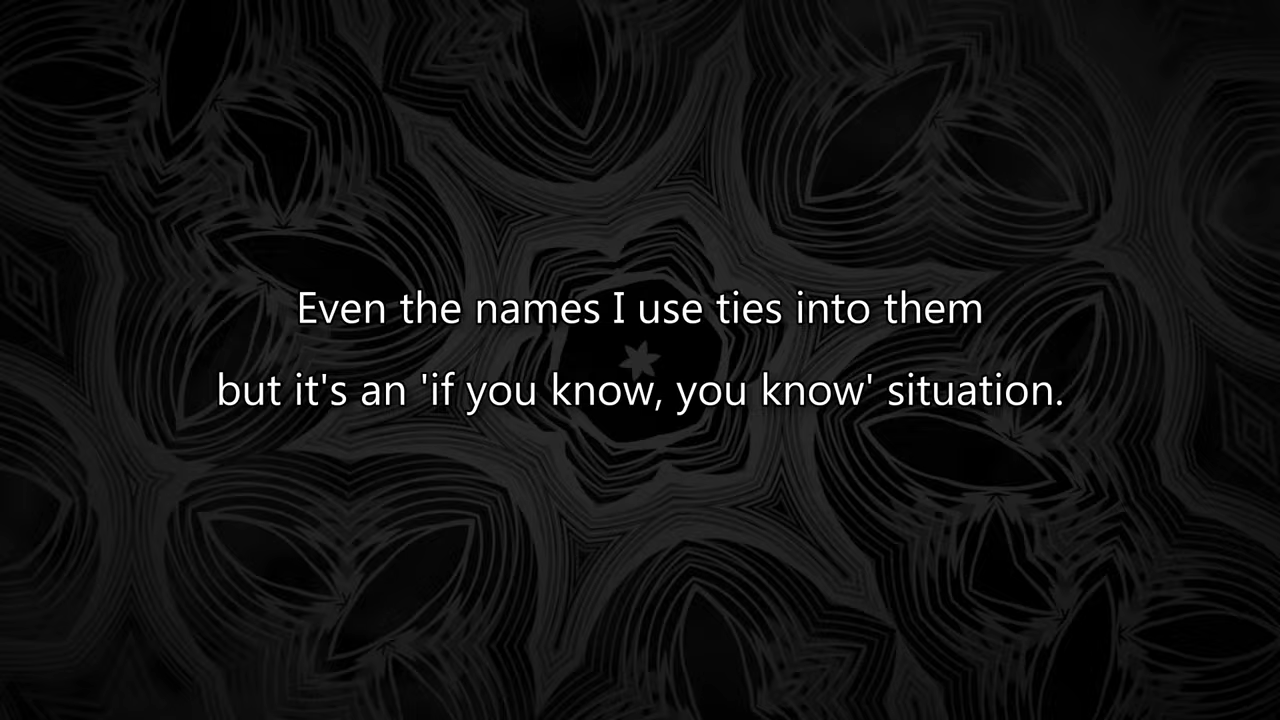 Even the names I use ties into them
but it's an 'if you know, you know' situation.